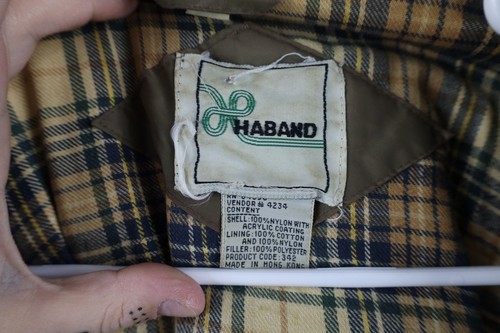 HABAND
VENDOR № 4234
CONTENT
SHELL: 100% NYLON WITH
ACRYLIC COATING
LINING: 100% COTTON
AND 100% NYLON
FILLER: 100% POLYESTER
PRODUCT CODE: 342
MADE IN HONG KONG